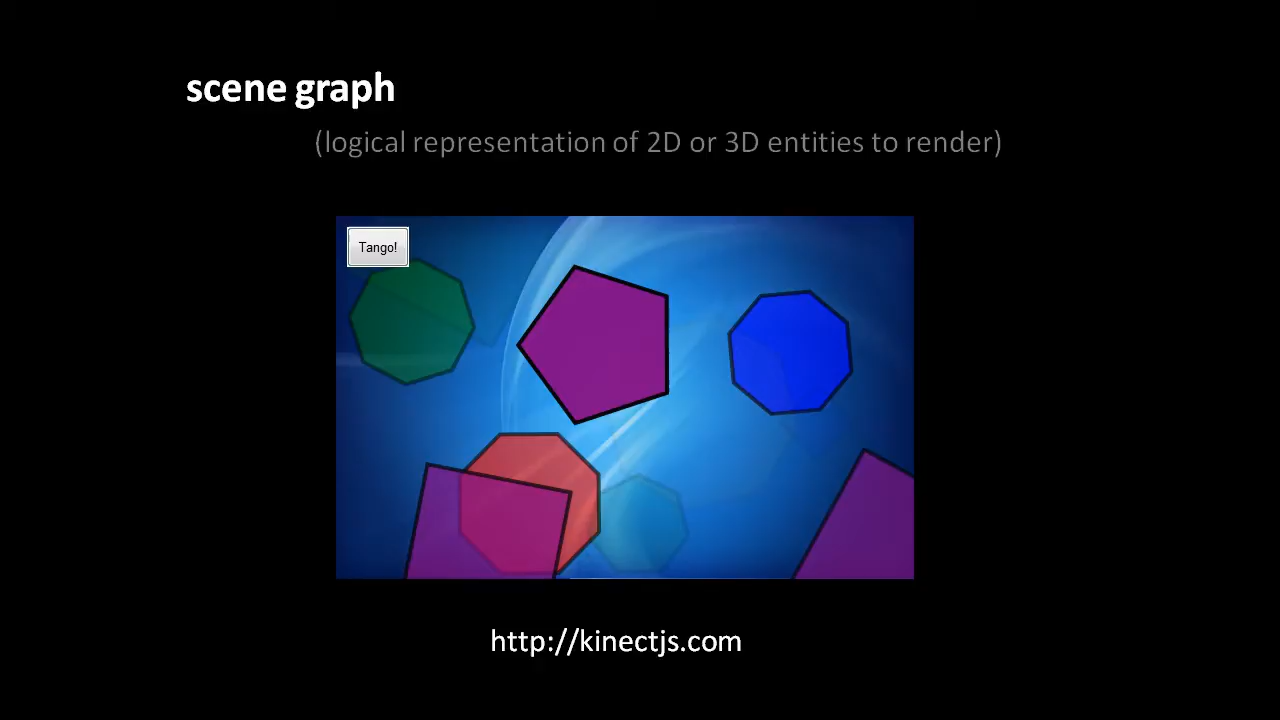 scene graph
(logical representation of 2D or 3D entities to render)
Tango!
http://kinectjs.com